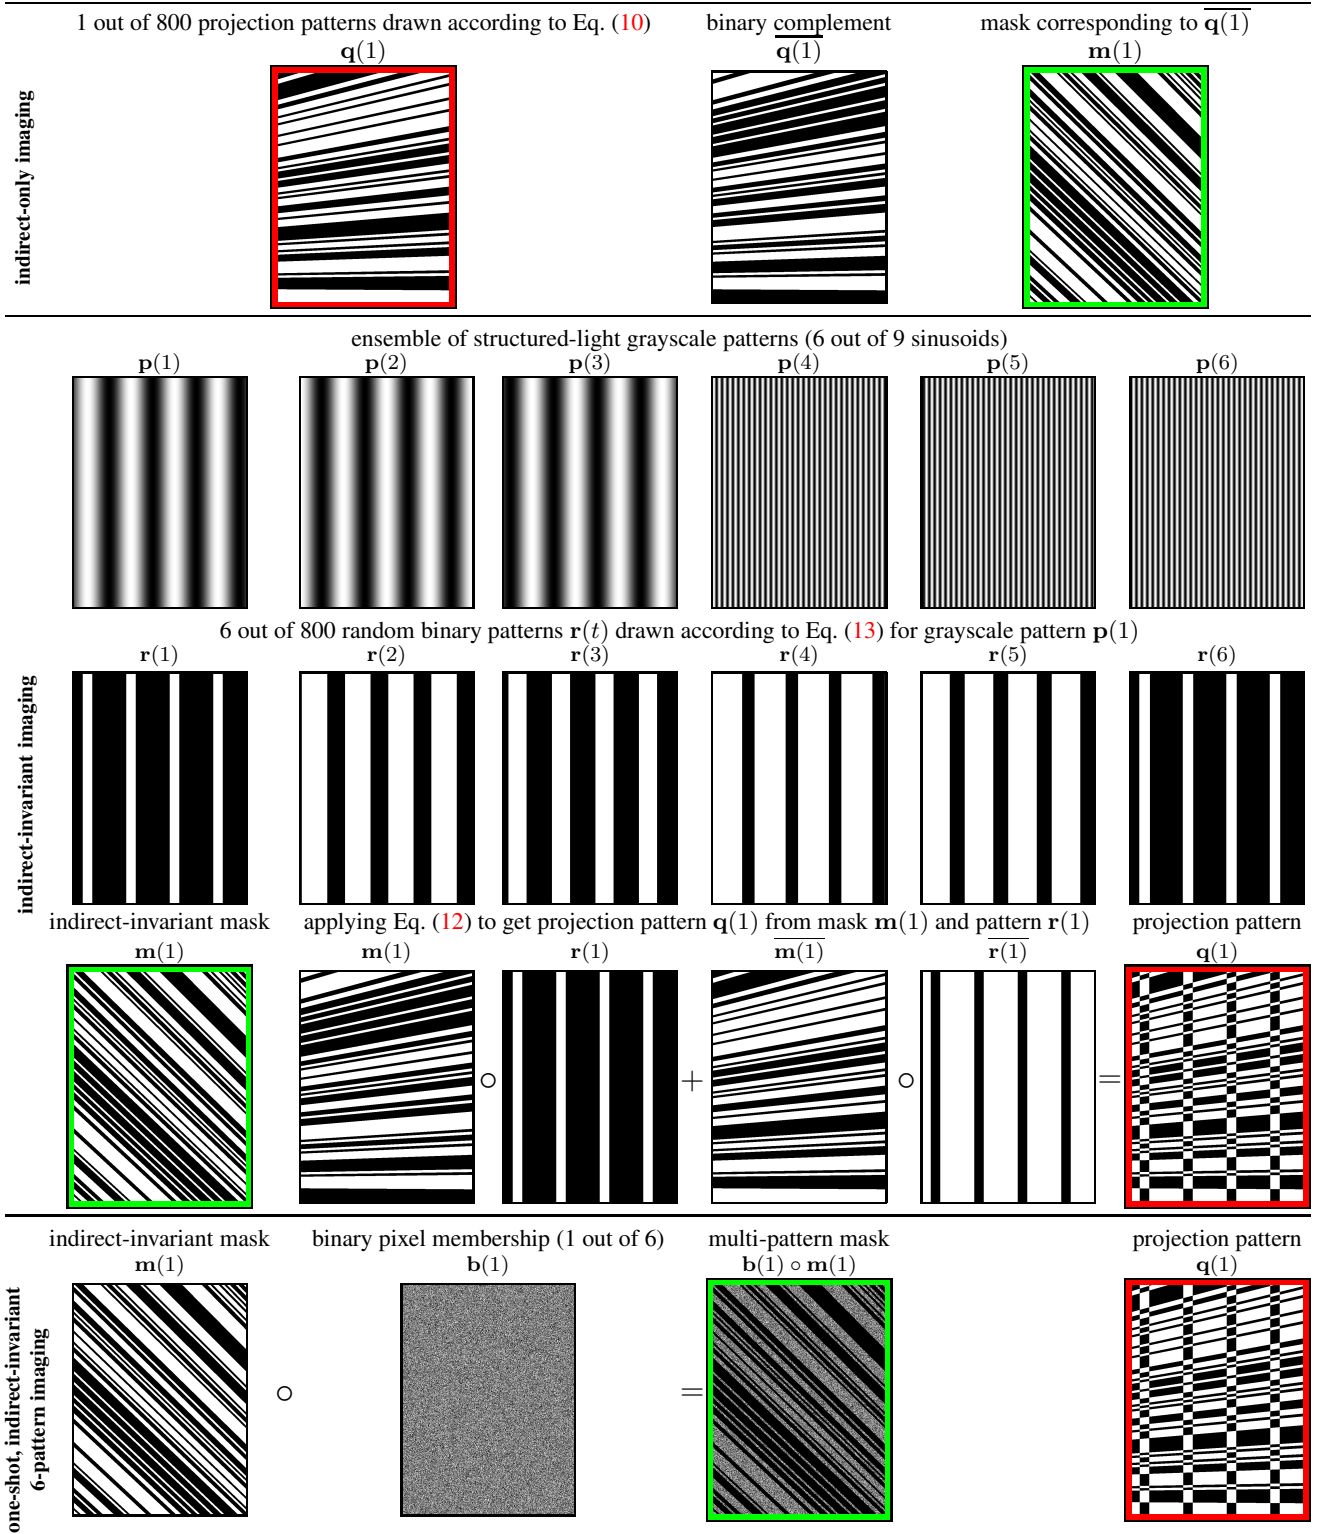 1 out of 800 projection patterns drawn according to Eq. (10)
binary complement
mask corresponding to \overline{q(1)}
q(1)
\overline{q(1)}
m(1)
indirect-only imaging
ensemble of structured-light grayscale patterns (6 out of 9 sinusoids)
p(1) p(2) p(3) p(4) p(5) p(6)
6 out of 800 random binary patterns r(t) drawn according to Eq. (13) for grayscale pattern p(1)
r(1) r(2) r(3) r(4) r(5) r(6)
indirect-invariant imaging
indirect-invariant mask
applying Eq. (12) to get projection pattern q(1) from mask m(1) and pattern r(1)
projection pattern
m(1) m(1) r(1) \overline{m(1)} \overline{r(1)} q(1)
∘ + ∘ =
indirect-invariant mask
binary pixel membership (1 out of 6)
multi-pattern mask
projection pattern
m(1) b(1) b(1) ∘ m(1) q(1)
∘ =
one-shot, indirect-invariant
6-pattern imaging